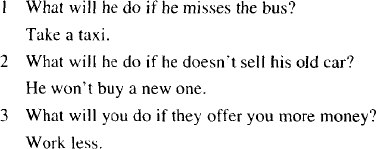 1 What will he do if he misses the bus?
Take a taxi.
2 What will he do if he doesn't sell his old car?
He won't buy a new one.
3 What will you do if they offer you more money?
Work less.